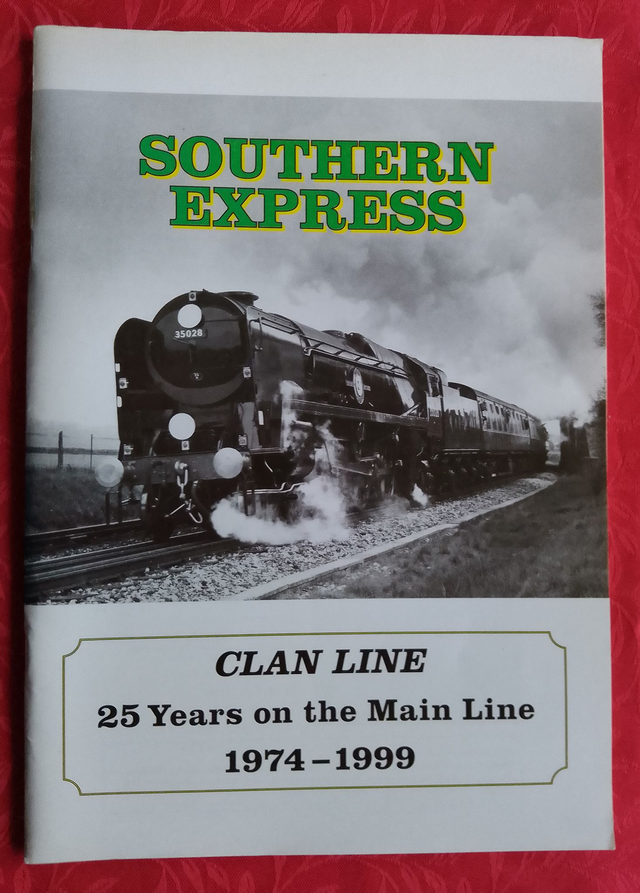 SOUTHERN
EXPRESS
35028
CLAN LINE
25 Years on the Main Line
1974–1999